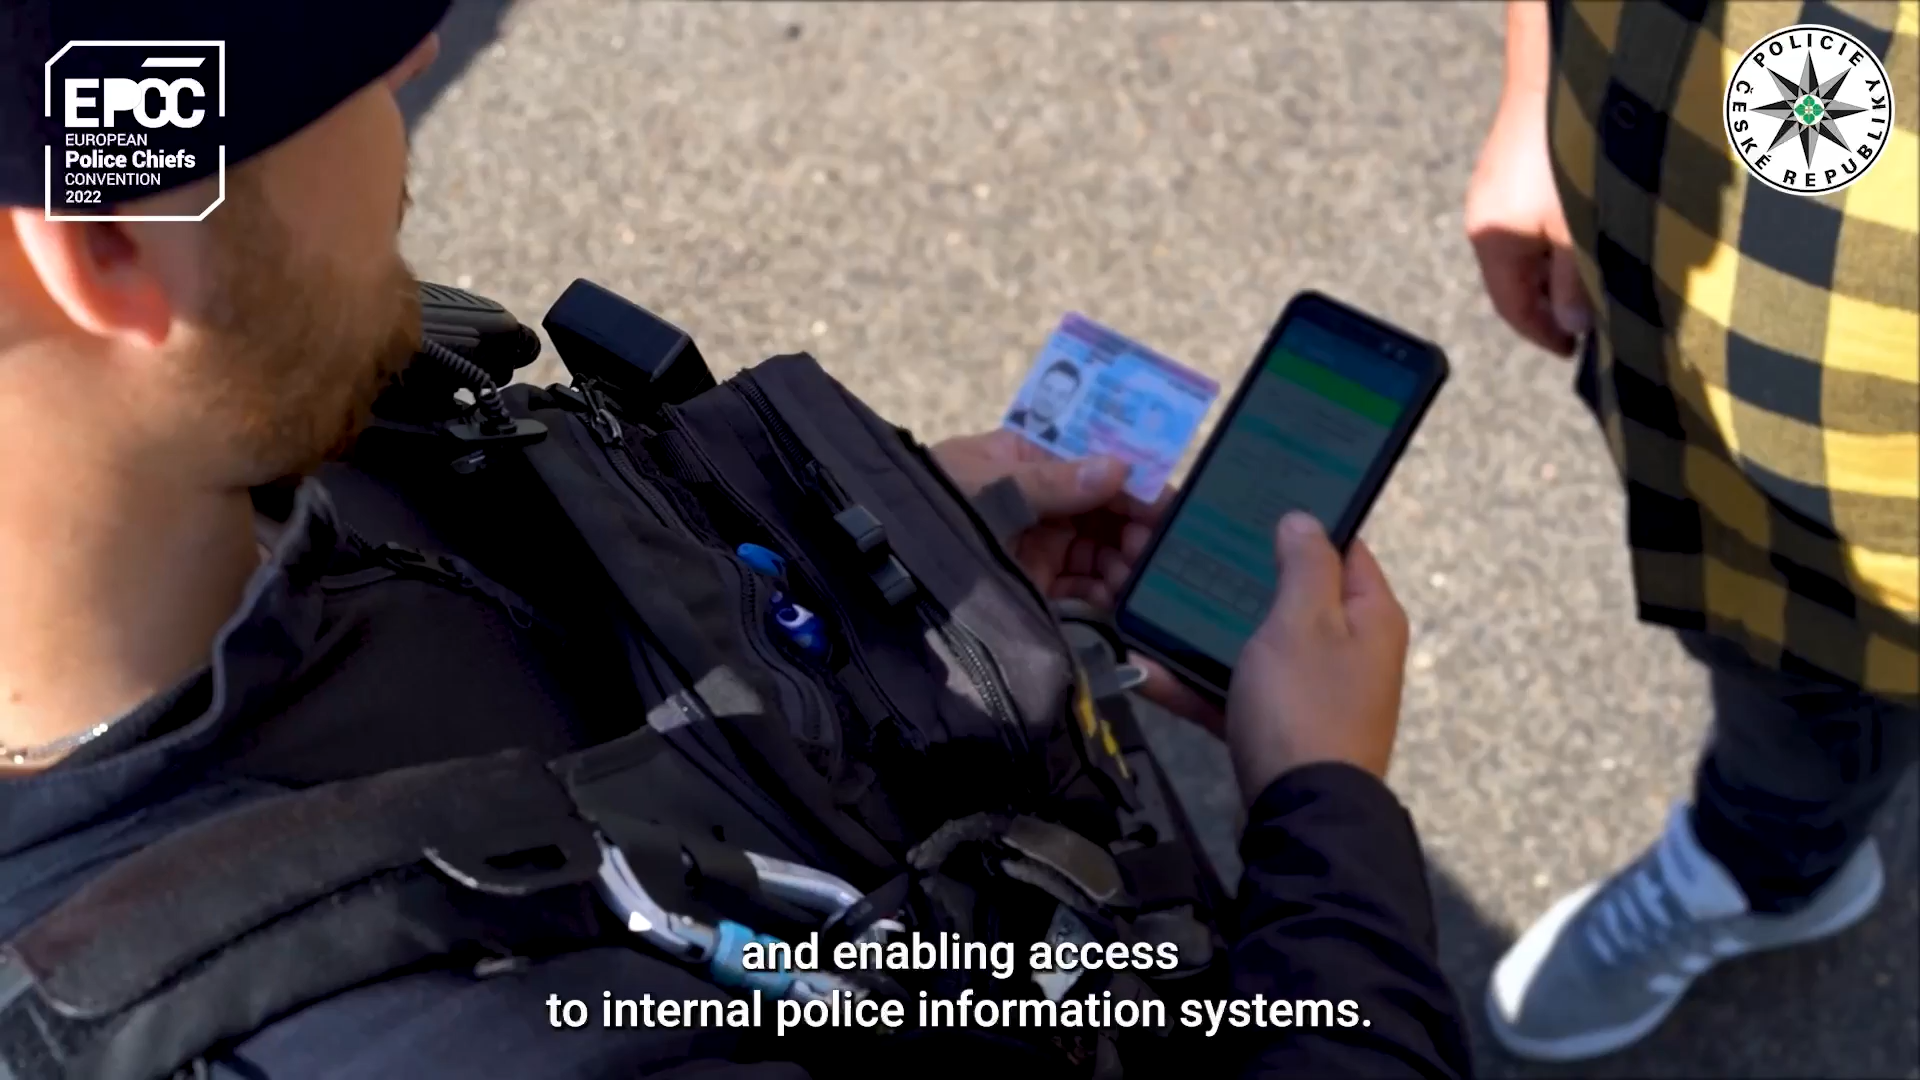 EPCC
EUROPEAN
Police Chiefs
CONVENTION
2022
POLICIE
ČESKÉ REPUBLIKY
and enabling access
to internal police information systems.